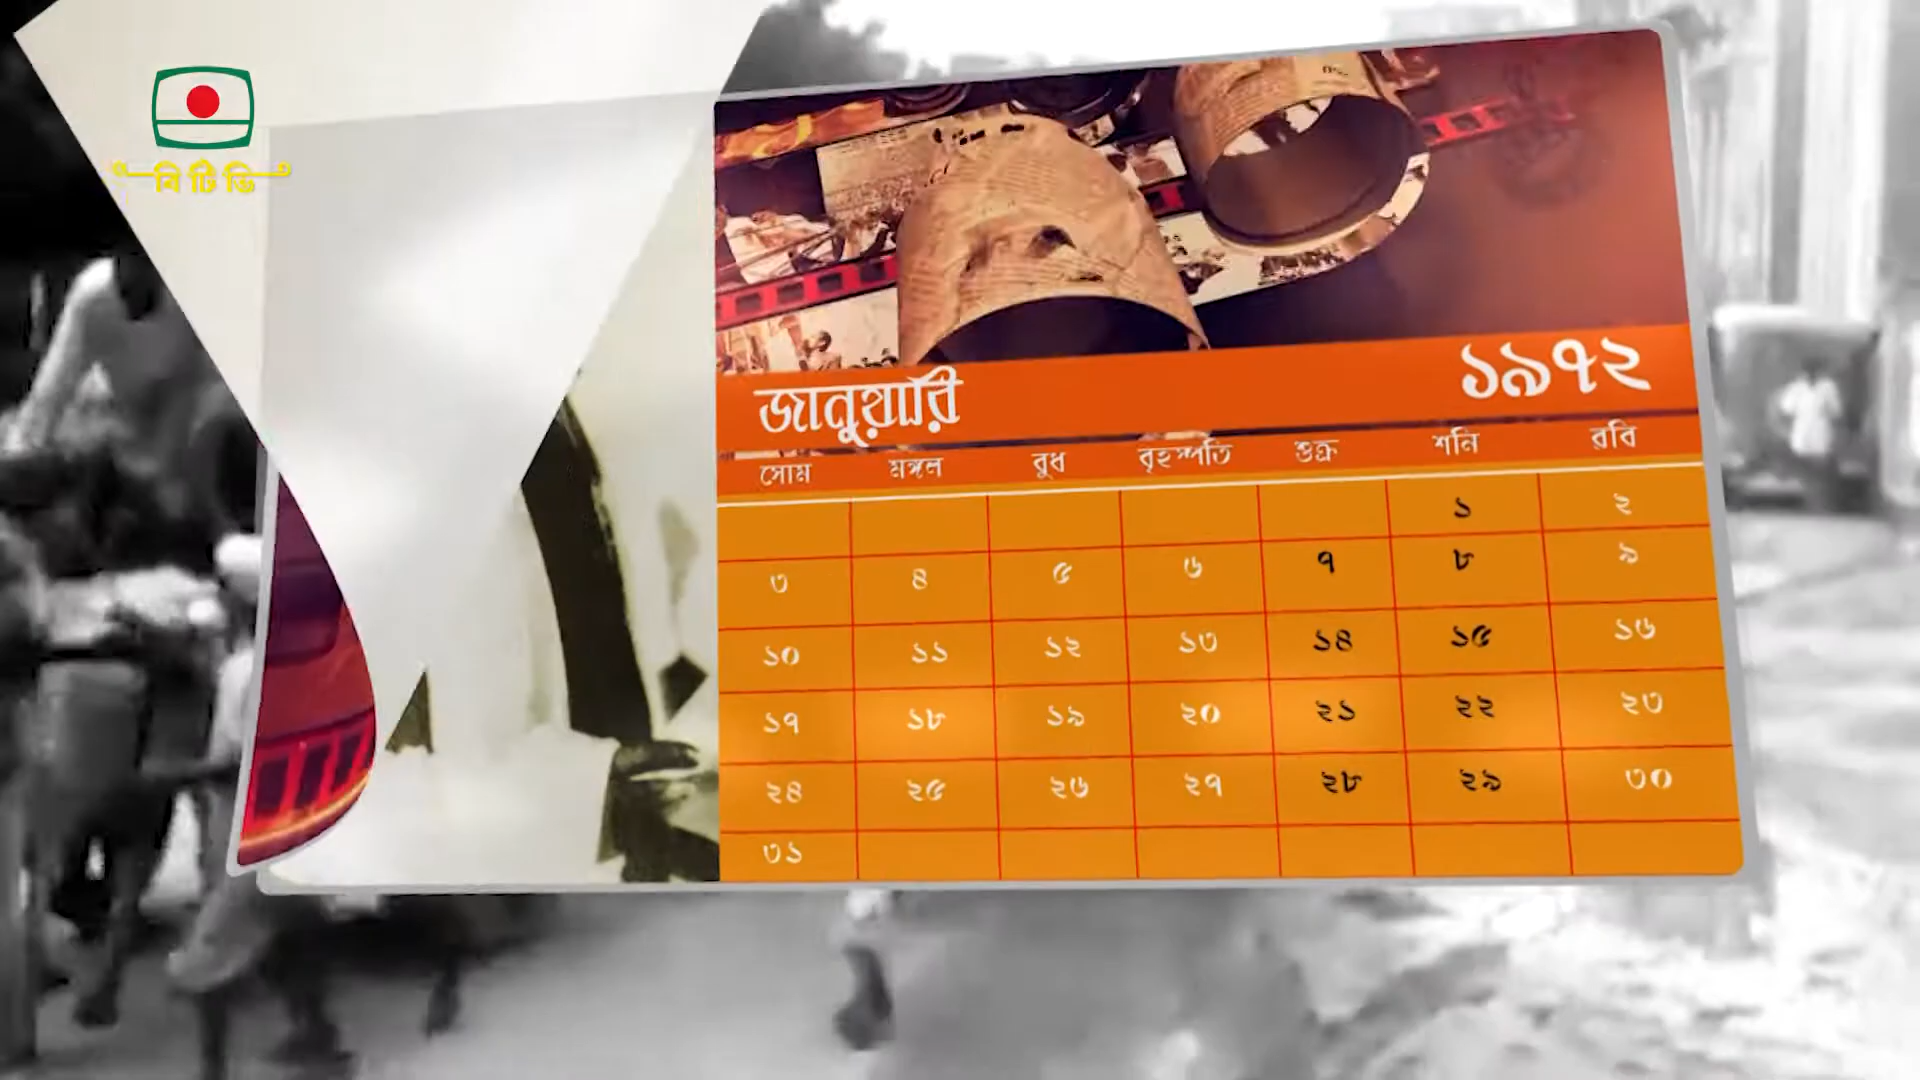 বিটিভি
জানুয়ারি ১৯৭২
সোম মঙ্গল বুধ বৃহস্পতি শুক্র শনি রবি
১ ২
৩ ৪ ৫ ৬ ৭ ৮ ৯
১০ ১১ ১২ ১৩ ১৪ ১৫ ১৬
১৭ ১৮ ১৯ ২০ ২১ ২২ ২৩
২৪ ২৫ ২৬ ২৭ ২৮ ২৯ ৩০
৩১